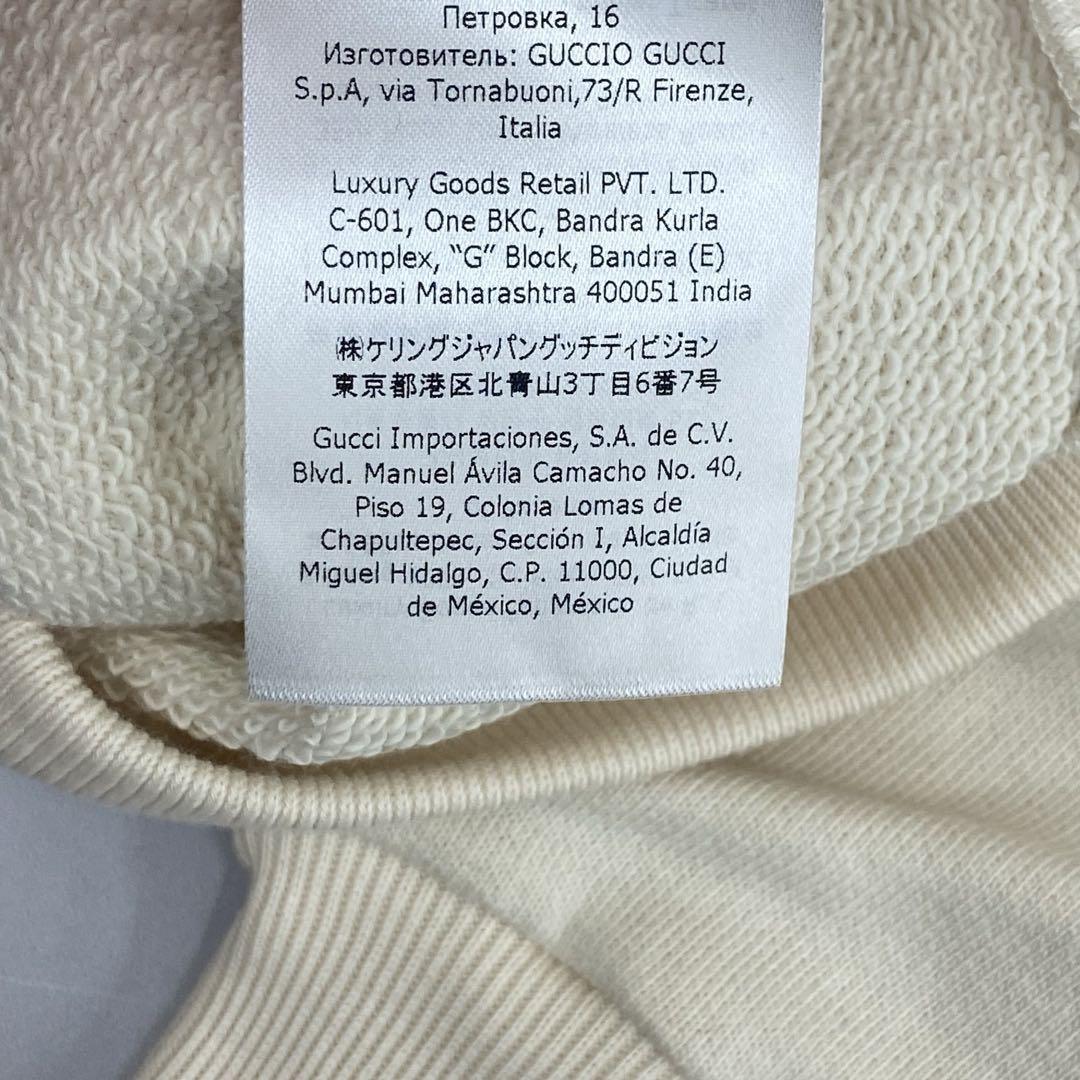 Петровка, 16
Изготовитель: GUCCIO GUCCI
S.p.A, via Tornabuoni,73/R Firenze,
Italia
Luxury Goods Retail PVT. LTD.
C-601, One BKC, Bandra Kurla
Complex, “G” Block, Bandra (E)
Mumbai Maharashtra 400051 India
㈱ケリングジャパングッチディビジョン
東京都港区北青山3丁目6番7号
Gucci Importaciones, S.A. de C.V.
Blvd. Manuel Ávila Camacho No. 40,
Piso 19, Colonia Lomas de
Chapultepec, Sección I, Alcaldía
Miguel Hidalgo, C.P. 11000, Ciudad
de México, México